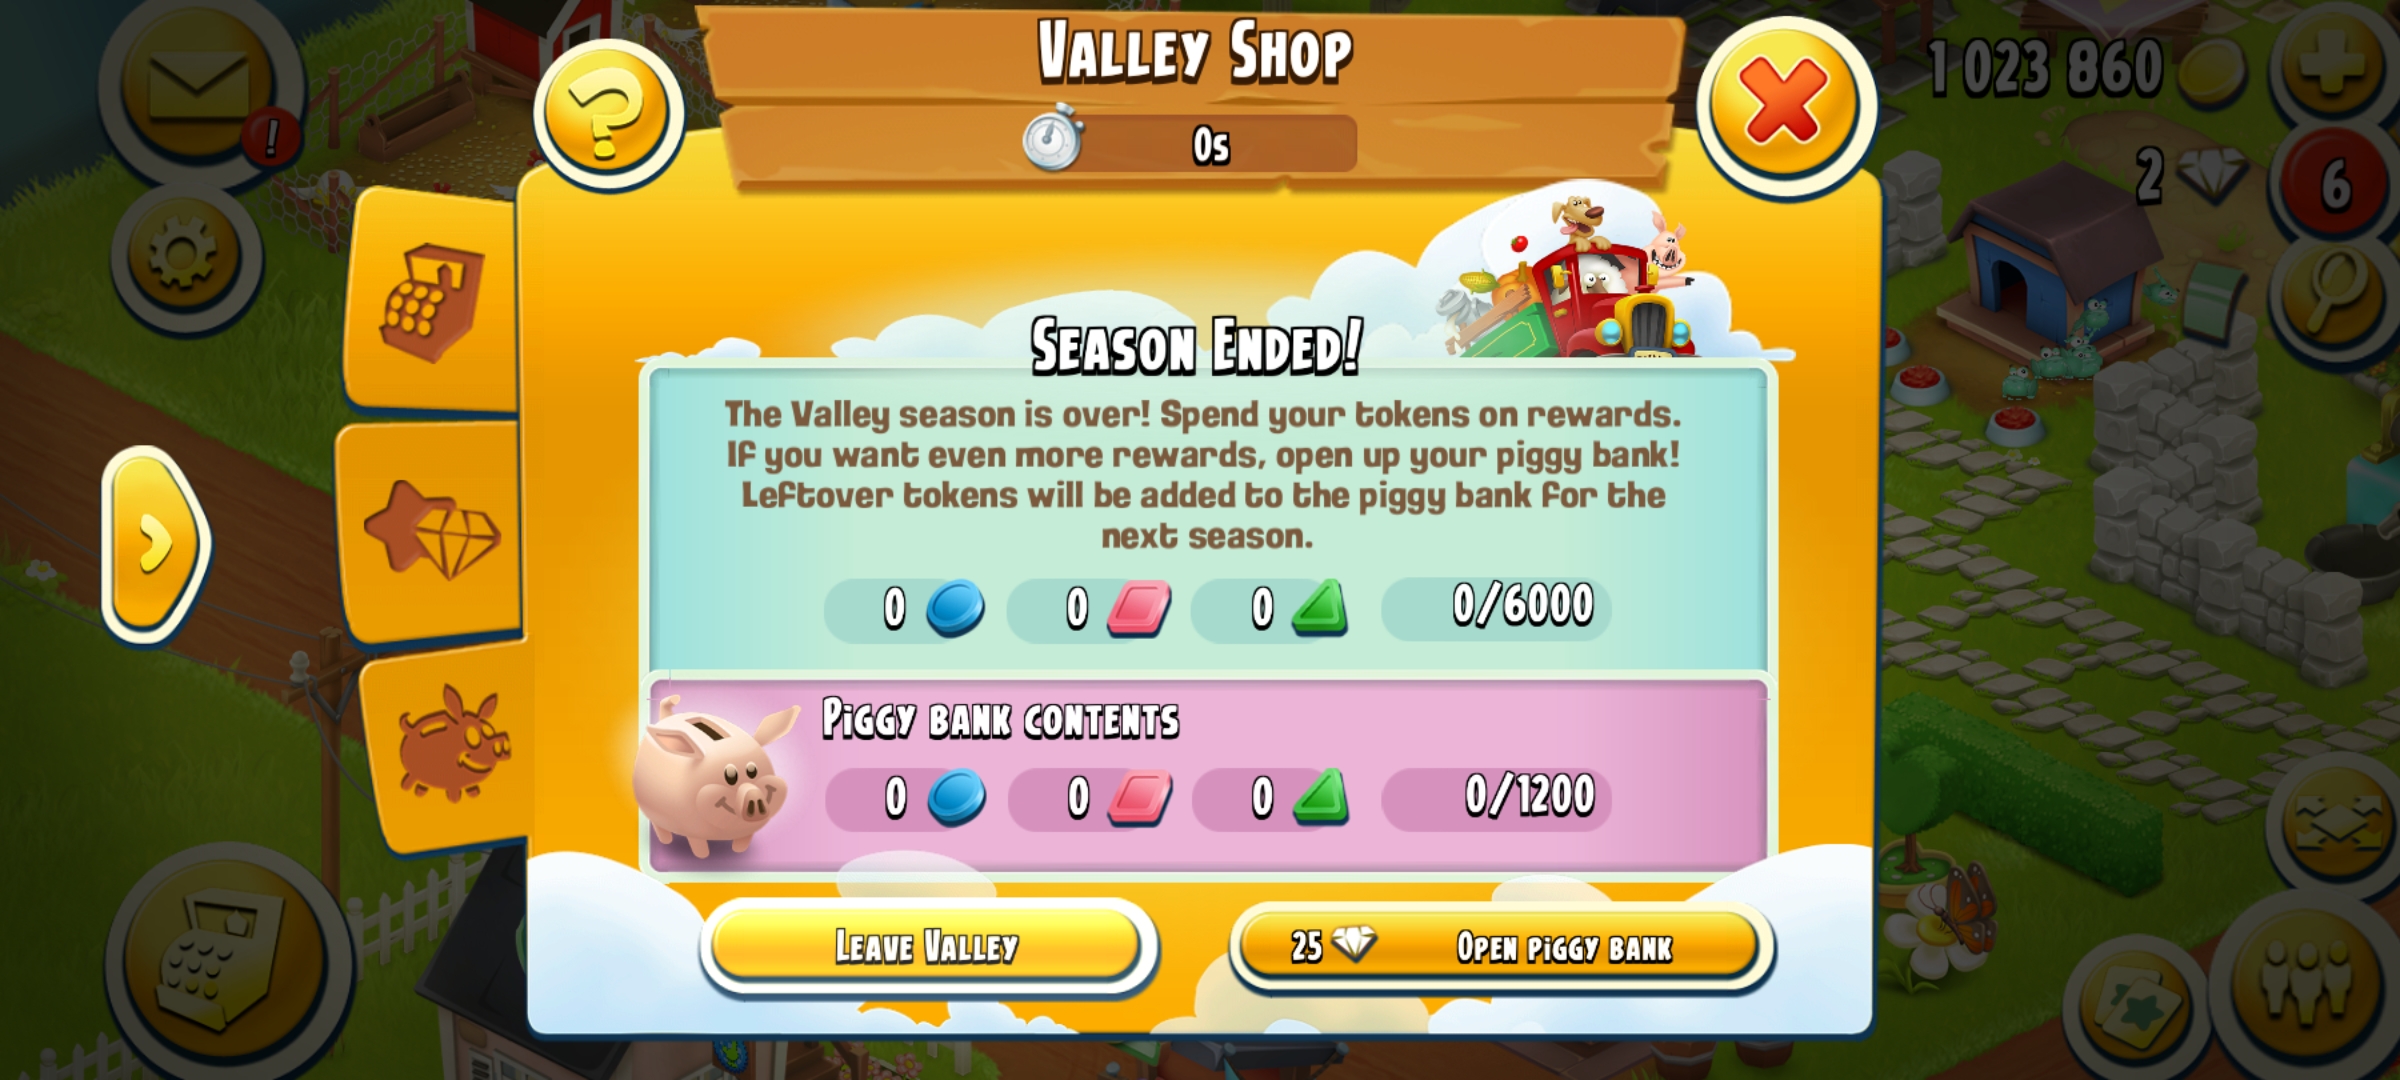 VALLEY SHOP
0s
1 023 860
!
2
6
SEASON ENDED!
The Valley season is over! Spend your tokens on rewards.
If you want even more rewards, open up your piggy bank!
Leftover tokens will be added to the piggy bank for the
next season.
0 0 0 0/6000
PIGGY BANK CONTENTS
0 0 0 0/1200
LEAVE VALLEY
25 OPEN PIGGY BANK